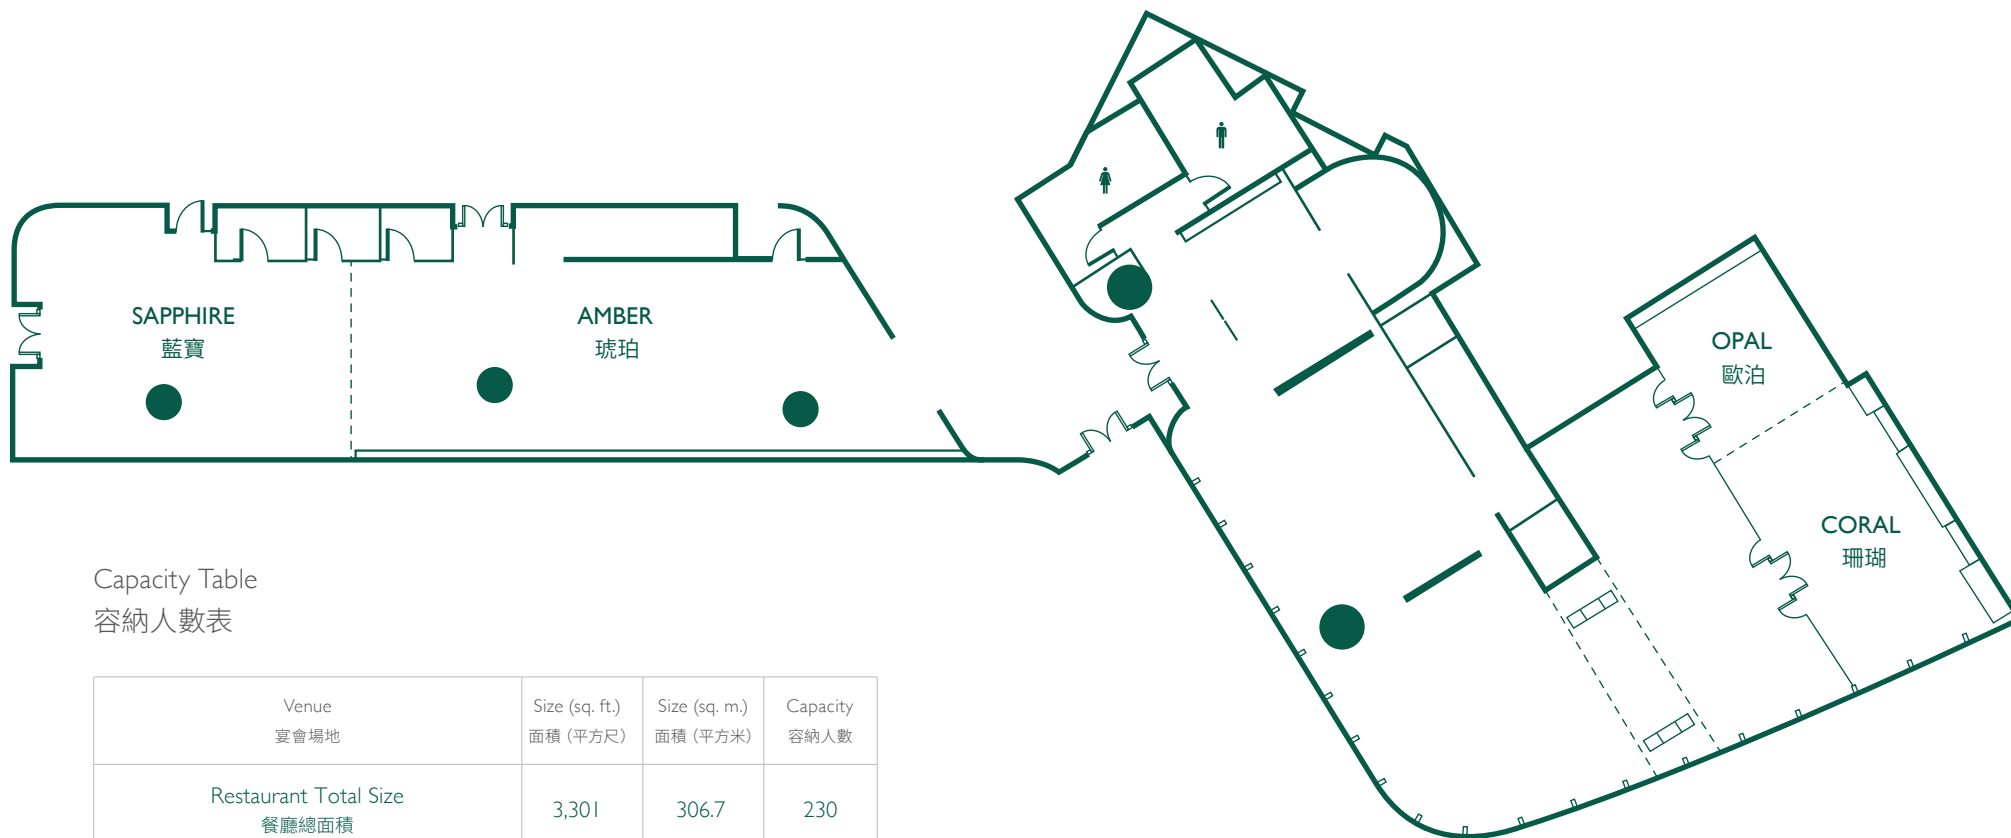 SAPPHIRE
藍寶
AMBER
琥珀
OPAL
歐泊
CORAL
珊瑚
Capacity Table
容納人數表
Venue
宴會場地
Size (sq. ft.)
面積 (平方尺)
Size (sq. m.)
面積 (平方米)
Capacity
容納人數
Restaurant Total Size
餐廳總面積
3,301
306.7
230